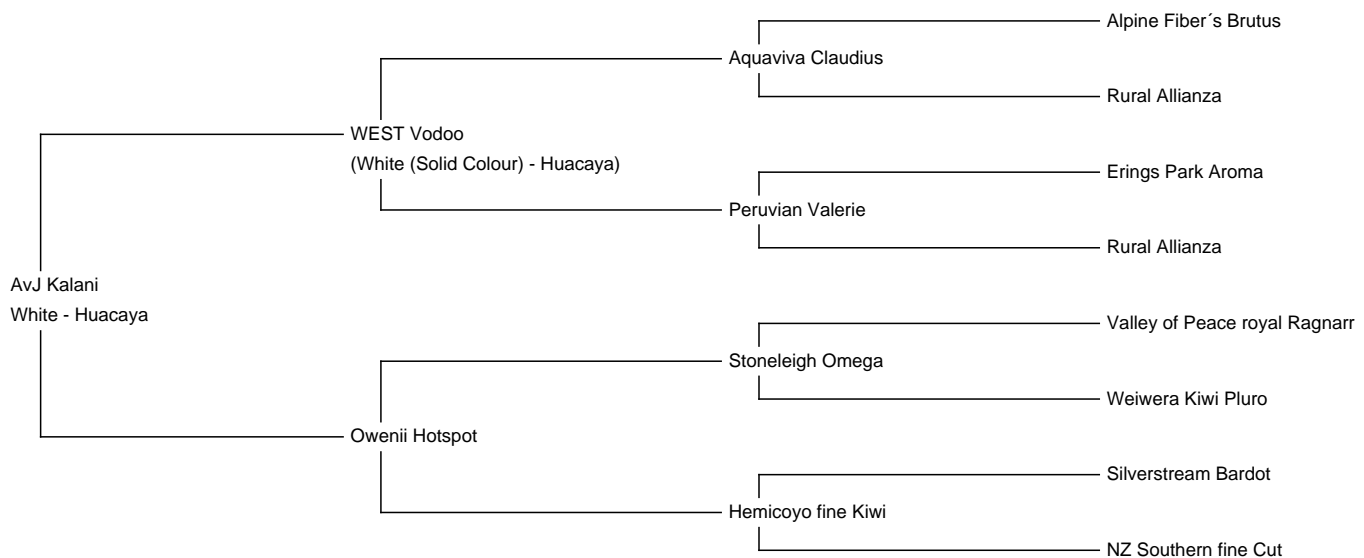 Alpine Fiber´s Brutus
Aquaviva Claudius
Rural Allianza
WEST Vodoo
(White (Solid Colour) - Huacaya)
Erings Park Aroma
Peruvian Valerie
Rural Allianza
AvJ Kalani
White - Huacaya
Valley of Peace royal Ragnarr
Stoneleigh Omega
Weiwera Kiwi Pluro
Owenii Hotspot
Silverstream Bardot
Hemicoyo fine Kiwi
NZ Southern fine Cut